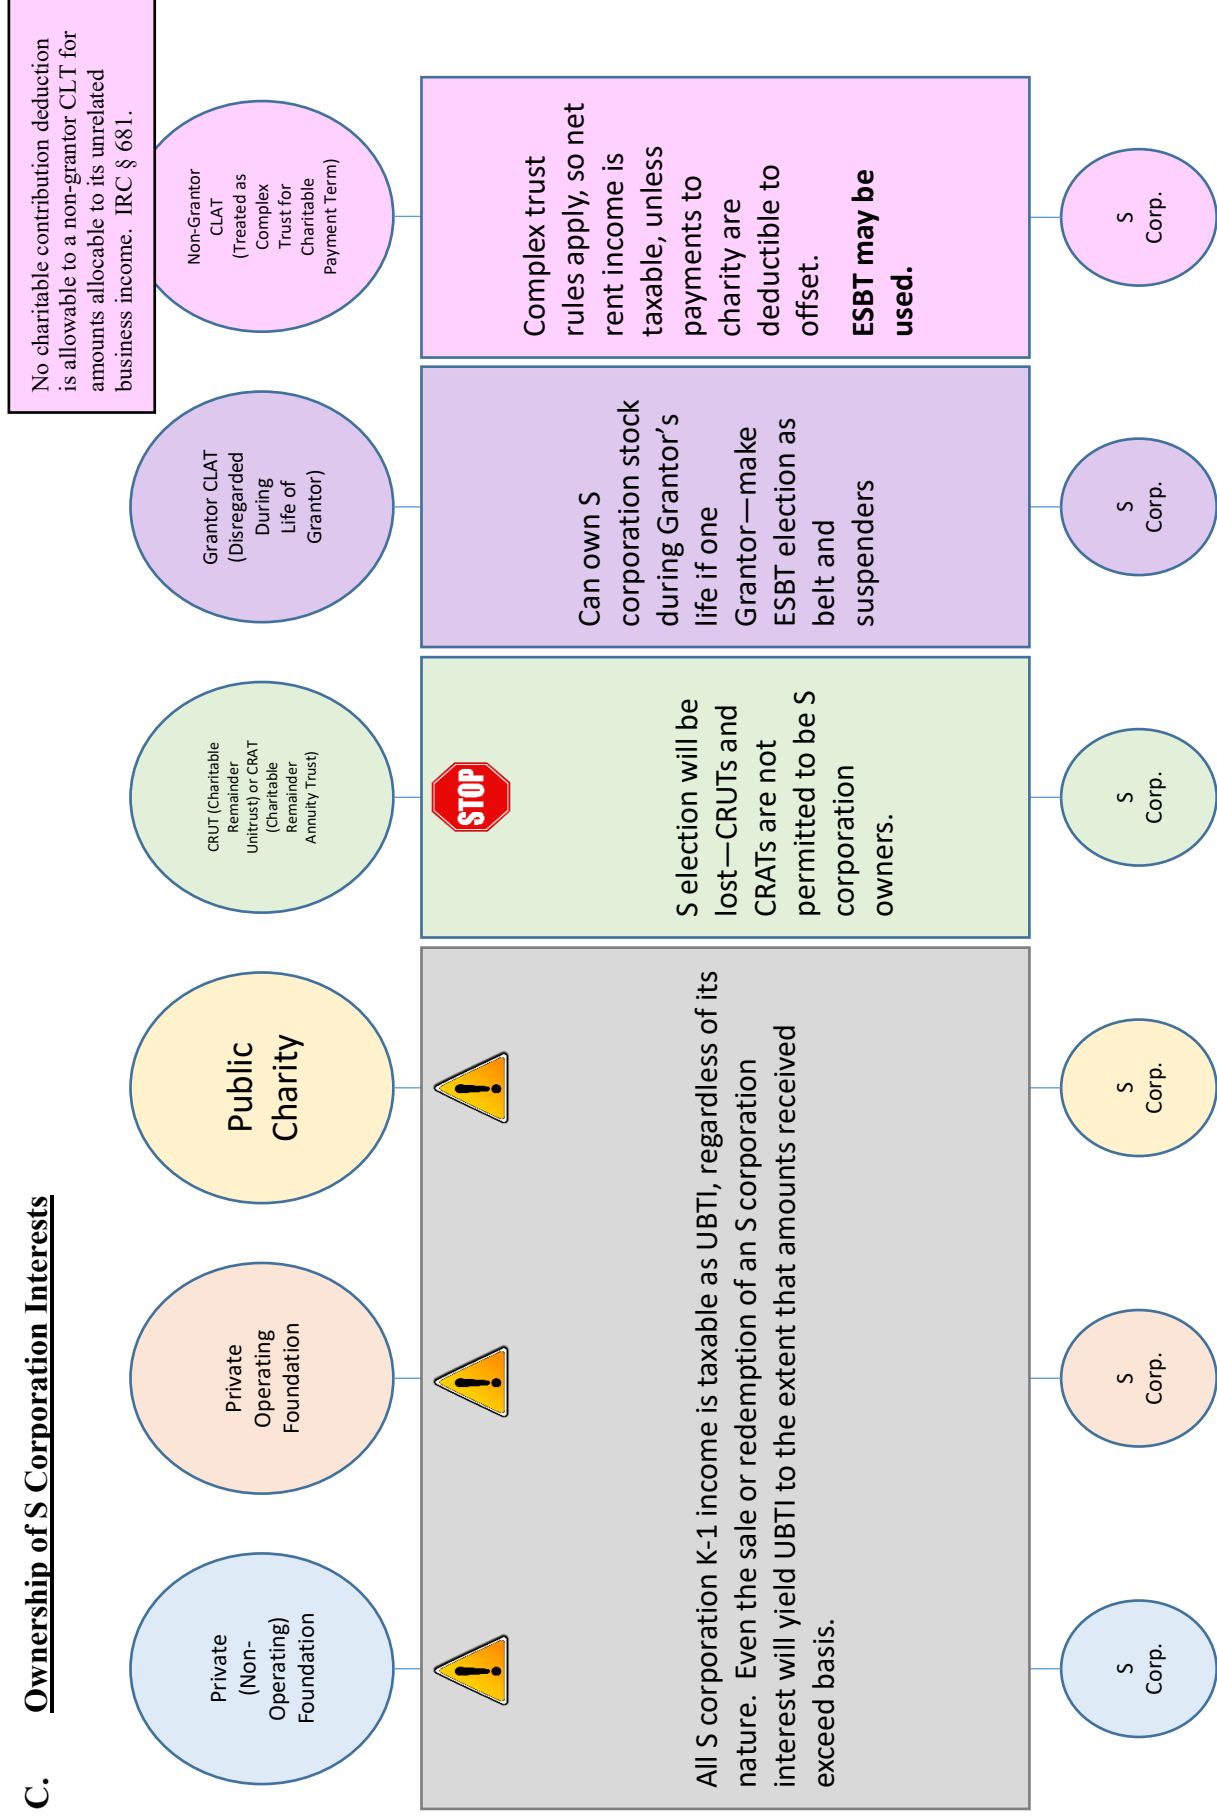 C. Ownership of S Corporation Interests
No charitable contribution deduction
is allowable to a non-grantor CLT for
amounts allocable to its unrelated
business income. IRC § 681.
Private
(Non-
Operating)
Foundation
Private
Operating
Foundation
Public
Charity
CRUT (Charitable
Remainder
Unitrust) or CRAT
(Charitable
Remainder
Annuity Trust)
Grantor CLAT
(Disregarded
During
Life of
Grantor)
Non-Grantor
CLAT
(Treated as
Complex
Trust for
Charitable
Payment Term)
All S corporation K-1 income is taxable as UBTI, regardless of its
nature. Even the sale or redemption of an S corporation
interest will yield UBTI to the extent that amounts received
exceed basis.
STOP
S election will be
lost—CRUTs and
CRATs are not
permitted to be S
corporation
owners.
Can own S
corporation stock
during Grantor's
life if one
Grantor—make
ESBT election as
belt and
suspenders
Complex trust
rules apply, so net
rent income is
taxable, unless
payments to
charity are
deductible to
offset.
ESBT may be
used.
S
Corp.
S
Corp.
S
Corp.
S
Corp.
S
Corp.
S
Corp.